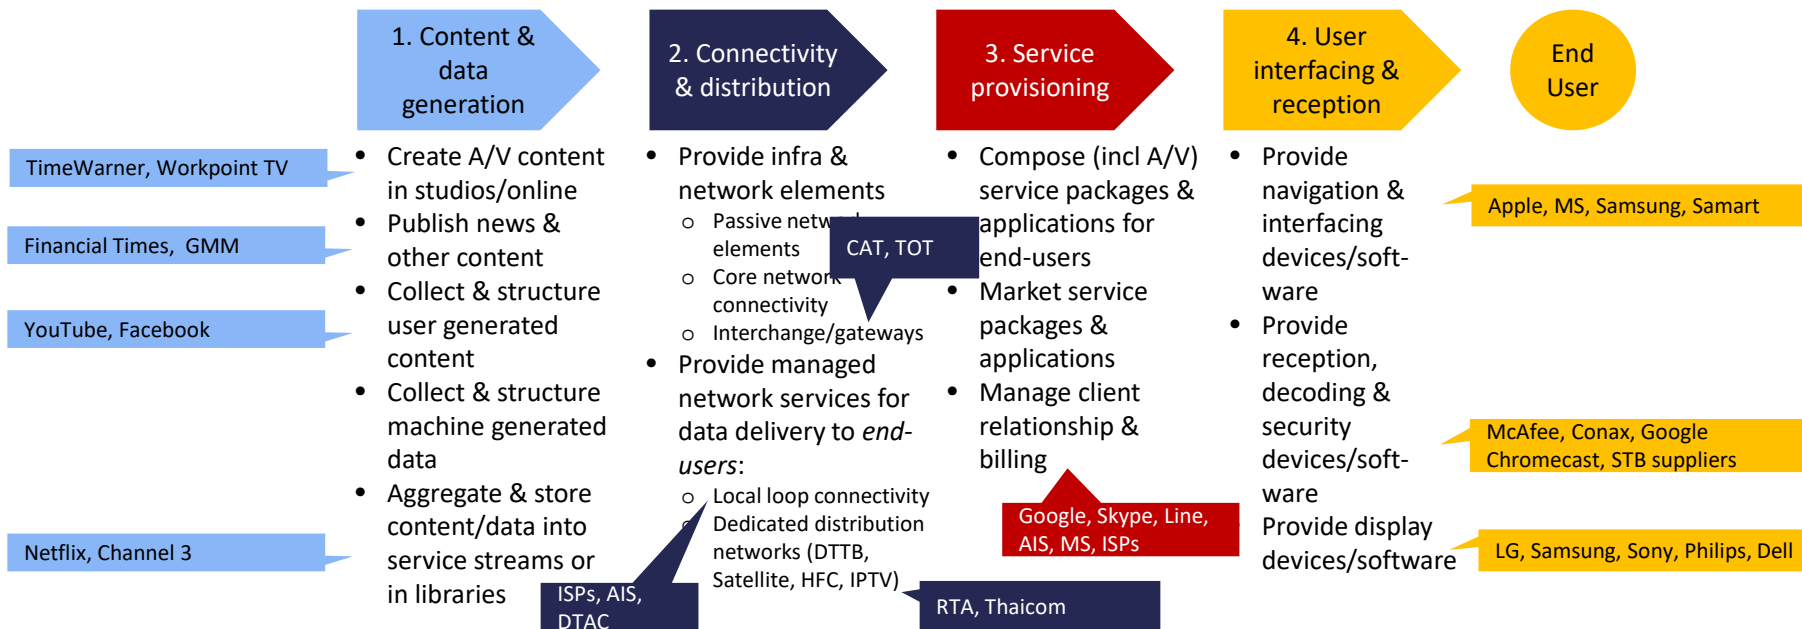 1. Content &
data
generation
2. Connectivity
& distribution
3. Service
provisioning
4. User
interfacing &
reception
End
User
TimeWarner, Workpoint TV
Financial Times,  GMM
YouTube, Facebook
Netflix, Channel 3
• Create A/V content
in studios/online
• Publish news &
other content
• Collect & structure
user generated
content
• Collect & structure
machine generated
data
• Aggregate & store
content/data into
service streams or
in libraries
• Provide infra &
network elements
o Passive network
elements
o Core network
connectivity
o Interchange/gateways
• Provide managed
network services for
data delivery to end-
users:
o Local loop connectivity
Dedicated distribution
networks (DTTB,
Satellite, HFC, IPTV)
CAT, TOT
ISPs, AIS,
DTAC
RTA, Thaicom
• Compose (incl A/V)
service packages &
applications for
end-users
• Market service
packages &
applications
• Manage client
relationship &
billing
Google, Skype, Line,
AIS, MS, ISPs
• Provide
navigation &
interfacing
devices/soft-
ware
• Provide
reception,
decoding &
security
devices/soft-
ware
• Provide display
devices/software
Apple, MS, Samsung, Samart
McAfee, Conax, Google
Chromecast, STB suppliers
LG, Samsung, Sony, Philips, Dell